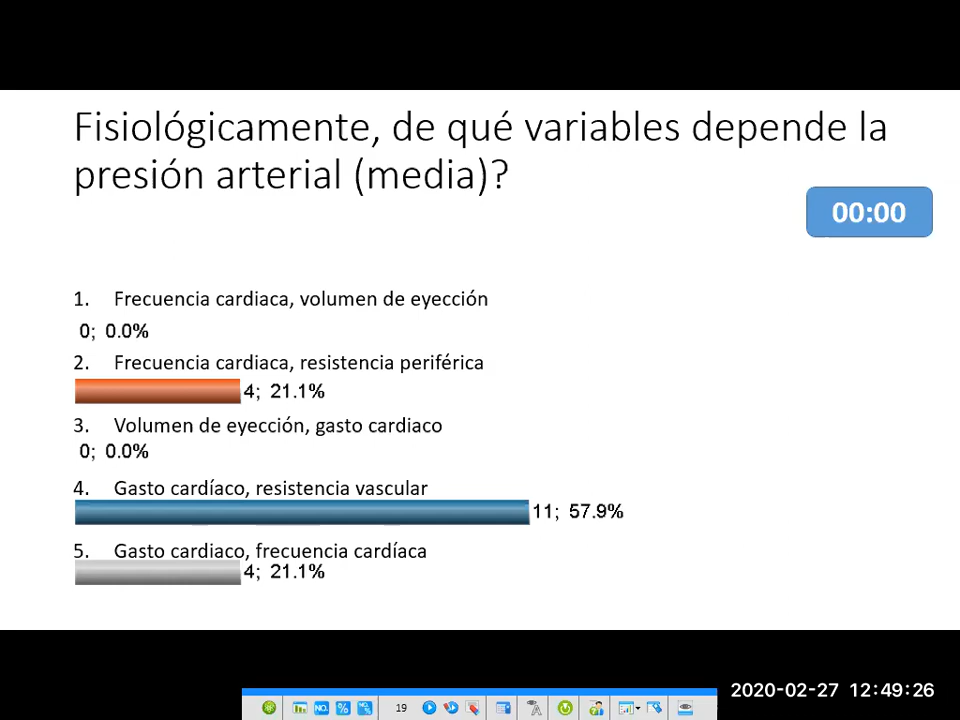 Fisiológicamente, de qué variables depende la
presión arterial (media)?
00:00
1. Frecuencia cardiaca, volumen de eyección
0; 0.0%
2. Frecuencia cardiaca, resistencia periférica
4; 21.1%
3. Volumen de eyección, gasto cardiaco
0; 0.0%
4. Gasto cardíaco, resistencia vascular
11; 57.9%
5. Gasto cardiaco, frecuencia cardíaca
4; 21.1%
2020-02-27 12:49:26
NO. % 19